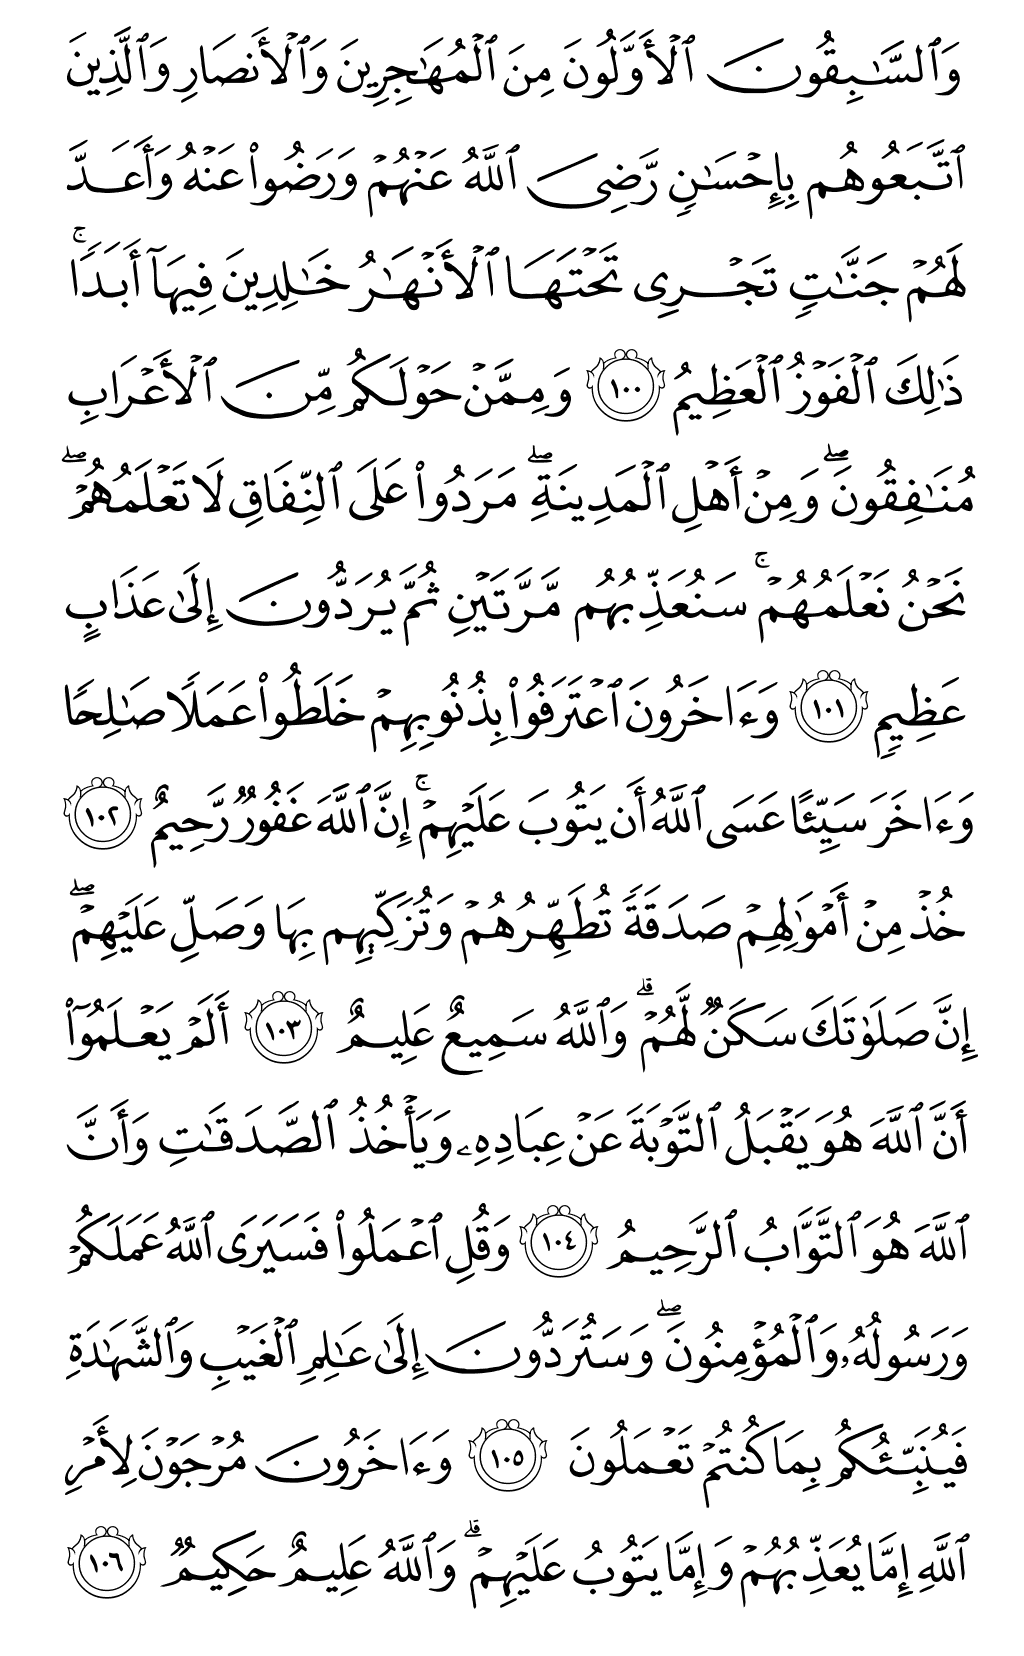 وَٱلسَّـٰبِقُونَ ٱلْأَوَّلُونَ مِنَ ٱلْمُهَـٰجِرِينَ وَٱلْأَنصَارِ وَٱلَّذِينَ
ٱتَّبَعُوهُم بِإِحْسَـٰنٍ رَّضِىَ ٱللَّهُ عَنْهُمْ وَرَضُوا۟ عَنْهُ وَأَعَدَّ
لَهُمْ جَنَّـٰتٍ تَجْرِى تَحْتَهَا ٱلْأَنْهَـٰرُ خَـٰلِدِينَ فِيهَآ أَبَدًا ۚ
ذَٰلِكَ ٱلْفَوْزُ ٱلْعَظِيمُ ١٠٠ وَمِمَّنْ حَوْلَكُم مِّنَ ٱلْأَعْرَابِ
مُنَـٰفِقُونَ ۖ وَمِنْ أَهْلِ ٱلْمَدِينَةِ ۖ مَرَدُوا۟ عَلَى ٱلنِّفَاقِ لَا تَعْلَمُهُمْ ۖ
نَحْنُ نَعْلَمُهُمْ ۚ سَنُعَذِّبُهُم مَّرَّتَيْنِ ثُمَّ يُرَدُّونَ إِلَىٰ عَذَابٍ
عَظِيمٍ ١٠١ وَءَاخَرُونَ ٱعْتَرَفُوا۟ بِذُنُوبِهِمْ خَلَطُوا۟ عَمَلًا صَـٰلِحًا
وَءَاخَرَ سَيِّئًا عَسَى ٱللَّهُ أَن يَتُوبَ عَلَيْهِمْ ۚ إِنَّ ٱللَّهَ غَفُورٌ رَّحِيمٌ ١٠٢
خُذْ مِنْ أَمْوَٰلِهِمْ صَدَقَةً تُطَهِّرُهُمْ وَتُزَكِّيهِم بِهَا وَصَلِّ عَلَيْهِمْ ۖ
إِنَّ صَلَوٰتَكَ سَكَنٌ لَّهُمْ ۗ وَٱللَّهُ سَمِيعٌ عَلِيمٌ ١٠٣ أَلَمْ يَعْلَمُوٓا۟
أَنَّ ٱللَّهَ هُوَ يَقْبَلُ ٱلتَّوْبَةَ عَنْ عِبَادِهِۦ وَيَأْخُذُ ٱلصَّدَقَـٰتِ وَأَنَّ
ٱللَّهَ هُوَ ٱلتَّوَّابُ ٱلرَّحِيمُ ١٠٤ وَقُلِ ٱعْمَلُوا۟ فَسَيَرَى ٱللَّهُ عَمَلَكُمْ
وَرَسُولُهُۥ وَٱلْمُؤْمِنُونَ ۖ وَسَتُرَدُّونَ إِلَىٰ عَـٰلِمِ ٱلْغَيْبِ وَٱلشَّهَـٰدَةِ
فَيُنَبِّئُكُم بِمَا كُنتُمْ تَعْمَلُونَ ١٠٥ وَءَاخَرُونَ مُرْجَوْنَ لِأَمْرِ
ٱللَّهِ إِمَّا يُعَذِّبُهُمْ وَإِمَّا يَتُوبُ عَلَيْهِمْ ۗ وَٱللَّهُ عَلِيمٌ حَكِيمٌ ١٠٦